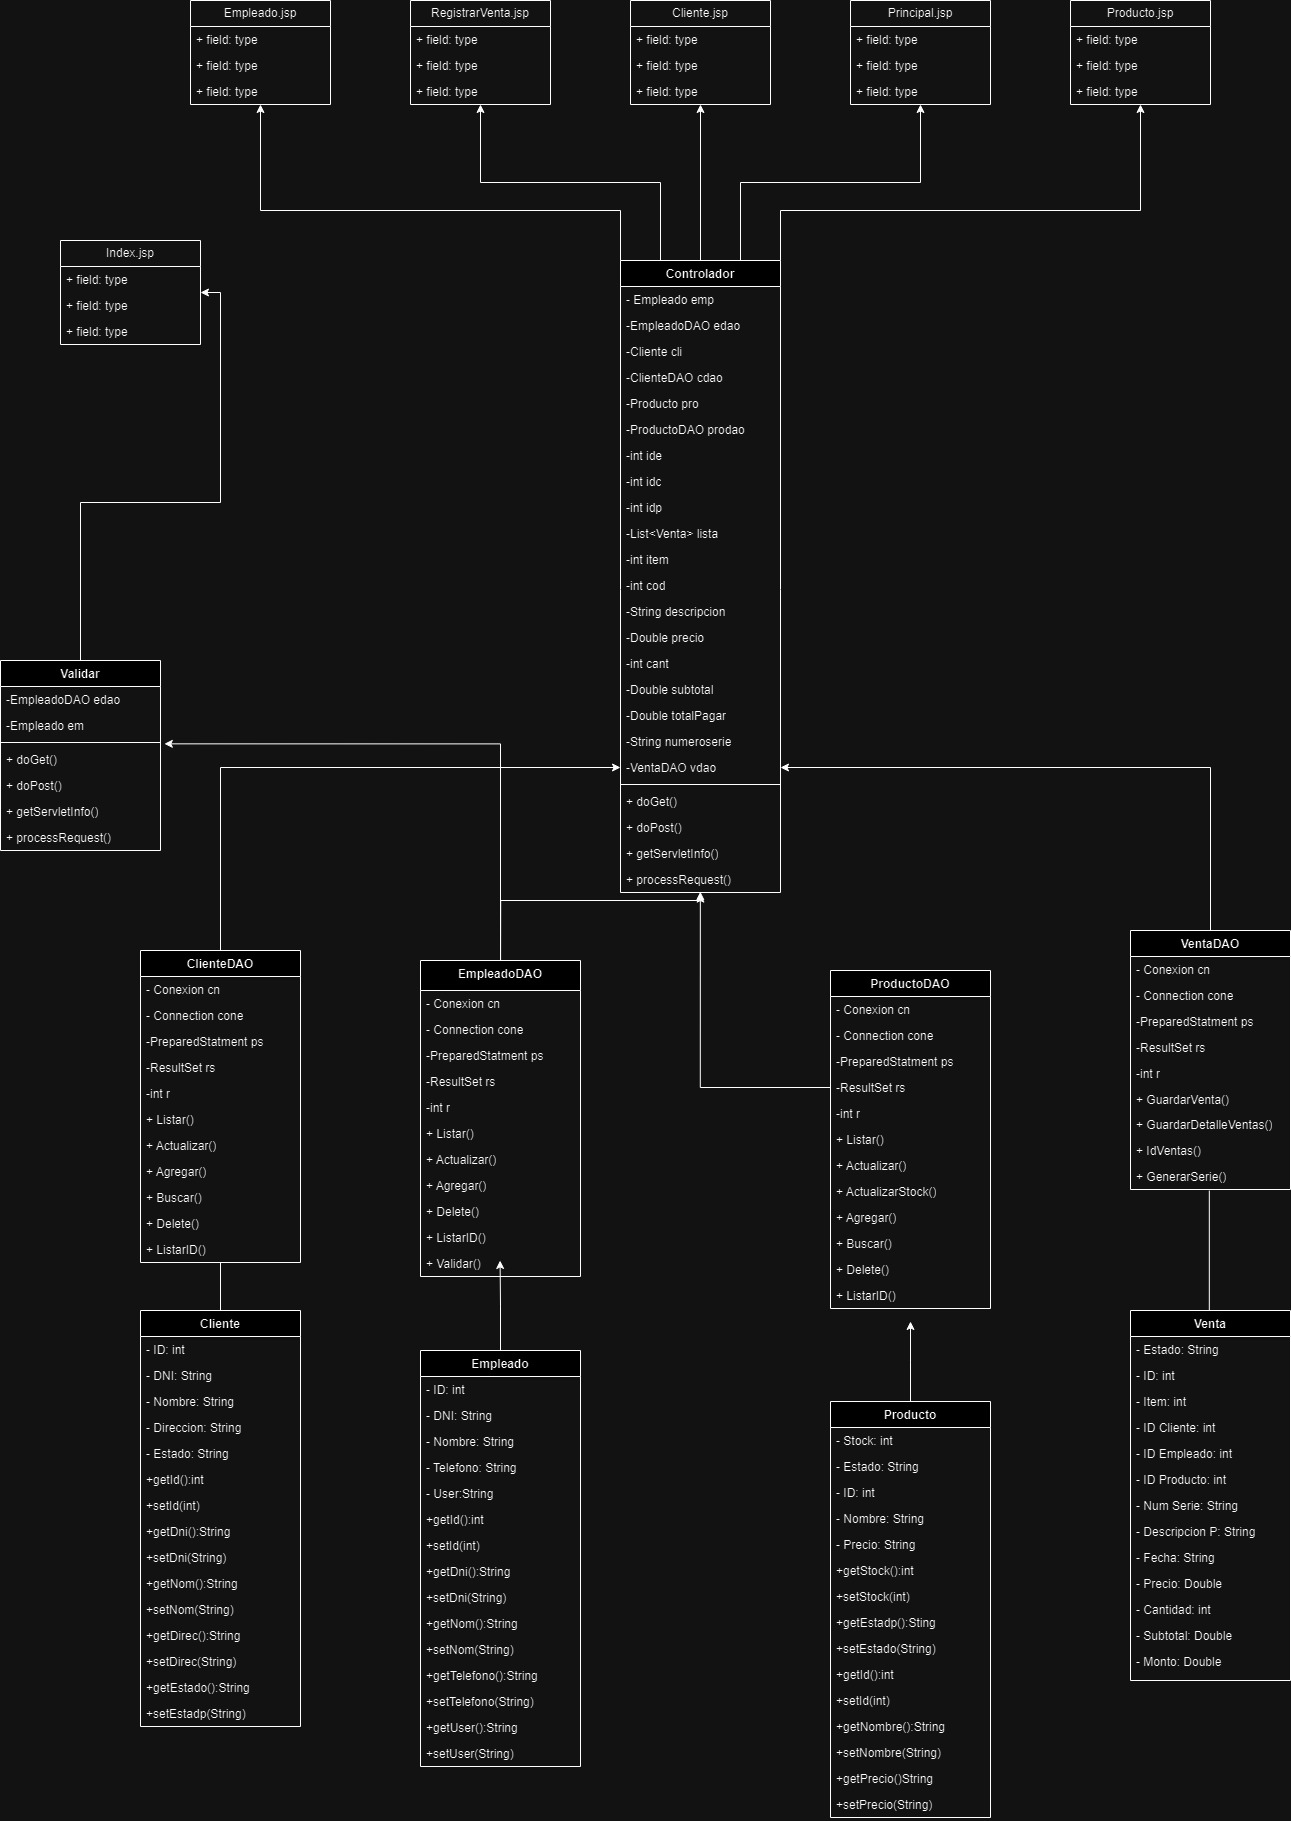 Empleado.jsp
+ field: type
+ field: type
+ field: type
RegistrarVenta.jsp
+ field: type
+ field: type
+ field: type
Cliente.jsp
+ field: type
+ field: type
+ field: type
Principal.jsp
+ field: type
+ field: type
+ field: type
Producto.jsp
+ field: type
+ field: type
+ field: type
Index.jsp
+ field: type
+ field: type
+ field: type
Controlador
- Empleado emp
-EmpleadoDAO edao
-Cliente cli
-ClienteDAO cdao
-Producto pro
-ProductoDAO prodao
-int ide
-int idc
-int idp
-List<Venta> lista
-int item
-int cod
-String descripcion
-Double precio
-int cant
-Double subtotal
-Double totalPagar
-String numeroserie
-VentaDAO vdao
+ doGet()
+ doPost()
+ getServletInfo()
+ processRequest()
Validar
-EmpleadoDAO edao
-Empleado em
+ doGet()
+ doPost()
+ getServletInfo()
+ processRequest()
ClienteDAO
- Conexion cn
- Connection cone
-PreparedStatment ps
-ResultSet rs
-int r
+ Listar()
+ Actualizar()
+ Agregar()
+ Buscar()
+ Delete()
+ ListarID()
EmpleadoDAO
- Conexion cn
- Connection cone
-PreparedStatment ps
-ResultSet rs
-int r
+ Listar()
+ Actualizar()
+ Agregar()
+ Delete()
+ ListarID()
+ Validar()
ProductoDAO
- Conexion cn
- Connection cone
-PreparedStatment ps
-ResultSet rs
-int r
+ Listar()
+ Actualizar()
+ ActualizarStock()
+ Agregar()
+ Buscar()
+ Delete()
+ ListarID()
VentaDAO
- Conexion cn
- Connection cone
-PreparedStatment ps
-ResultSet rs
-int r
+ GuardarVenta()
+ GuardarDetalleVentas()
+ IdVentas()
+ GenerarSerie()
Cliente
- ID: int
- DNI: String
- Nombre: String
- Direccion: String
- Estado: String
+getId():int
+setId(int)
+getDni():String
+setDni(String)
+getNom():String
+setNom(String)
+getDirec():String
+setDirec(String)
+getEstado():String
+setEstadp(String)
Empleado
- ID: int
- DNI: String
- Nombre: String
- Telefono: String
- User:String
+getId():int
+setId(int)
+getDni():String
+setDni(String)
+getNom():String
+setNom(String)
+getTelefono():String
+setTelefono(String)
+getUser():String
+setUser(String)
Producto
- Stock: int
- Estado: String
- ID: int
- Nombre: String
- Precio: String
+getStock():int
+setStock(int)
+getEstadp():Sting
+setEstado(String)
+getId():int
+setId(int)
+getNombre():String
+setNombre(String)
+getPrecio()String
+setPrecio(String)
Venta
- Estado: String
- ID: int
- Item: int
- ID Cliente: int
- ID Empleado: int
- ID Producto: int
- Num Serie: String
- Descripcion P: String
- Fecha: String
- Precio: Double
- Cantidad: int
- Subtotal: Double
- Monto: Double